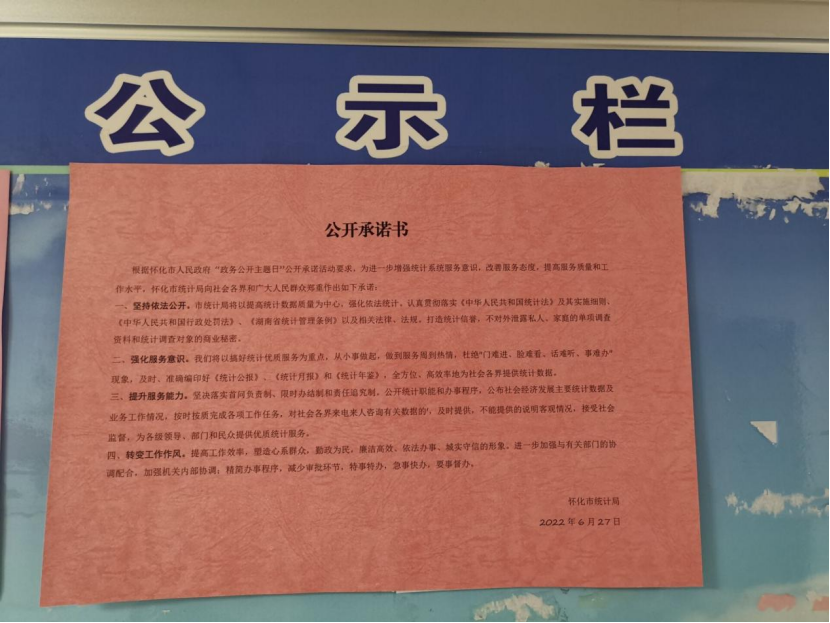 公示栏
公开承诺书
根据怀化市人民政府“政务公开主题日”公开承诺活动要求，为进一步增强统计系统服务意识，改善服务态度，提高服务质量和工
作水平，怀化市统计局向社会各界和广大人民群众郑重作出如下承诺：
一、坚持依法公开。市统计局将以提高统计数据质量为中心，强化依法统计、认真贯彻落实《中华人民共和国统计法》及其实施细则、
《中华人民共和国行政处罚法》、《湖南省统计管理条例》以及相关法律、法规，打造统计信誉，不对外泄露私人、家庭的单项调查
资料和统计调查对象的商业秘密。
二、强化服务意识。我们将以搞好统计优质服务为重点，从小事做起，做到服务周到热情，杜绝“门难进、脸难看、话难听、事难办”
现象，及时、准确编印好《统计公报》、《统计月报》和《统计年鉴》，全方位、高效率地为社会各界提供统计数据。
三、提升服务能力。坚决落实首问负责制、限时办结制和责任追究制，公开统计职能和办事程序，公布社会经济发展主要统计数据及
业务工作情况，按时按质完成各项工作任务，对社会各界来电来人咨询有关数据的，及时提供，不能提供的说明客观情况，接受社会
监督，为各级领导、部门和民众提供优质统计服务。
四、转变工作作风。提高工作效率，塑造心系群众，勤政为民，廉洁高效、依法办事、诚实守信的形象，进一步加强与有关部门的协
调配合，加强机关内部协调；精简办事程序，减少审批环节，特事特办，急事快办，要事督办。
怀化市统计局
2022年6月27日